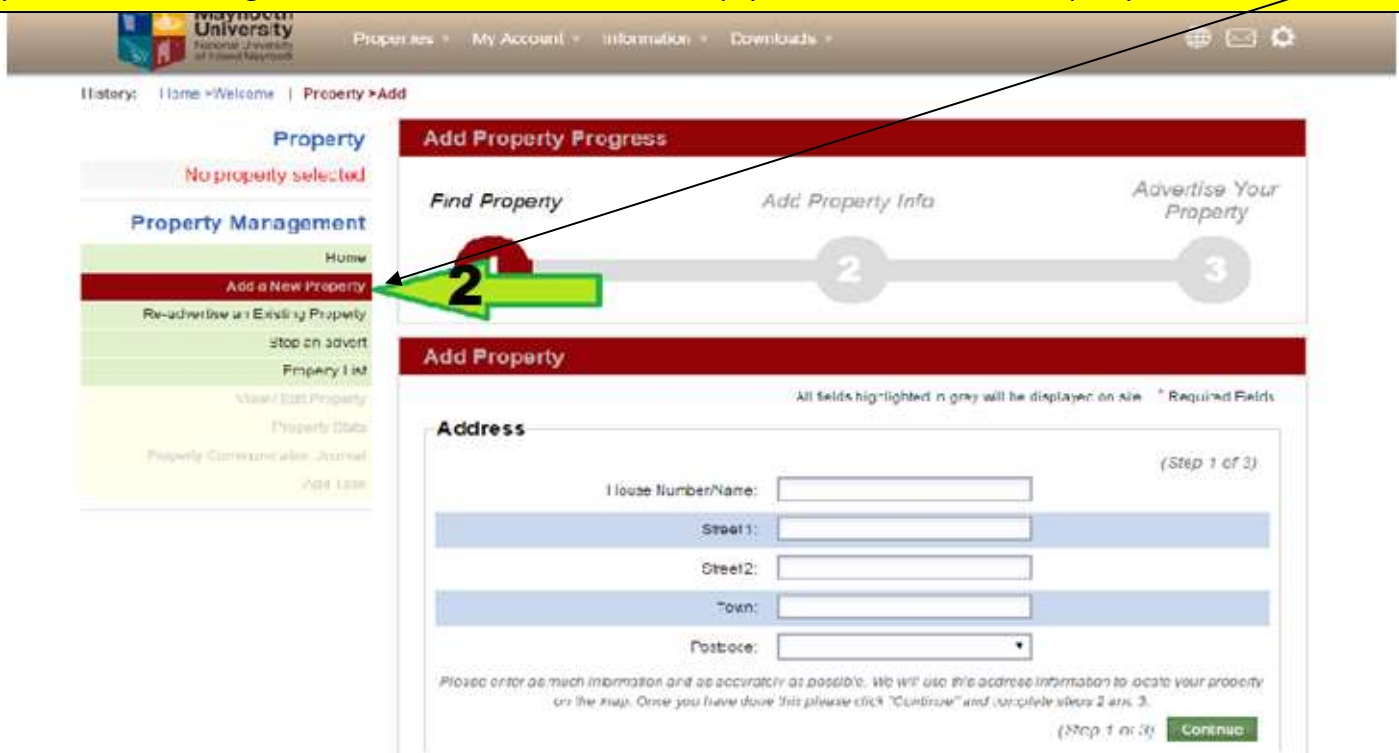 Maynooth
University
National University
of Ireland Maynooth
Properties My Account Information Downloads
History: Home >Welcome | Property >Add
Property
No property selected
Property Management
Home
Add a New Property
Re-advertise an Existing Property
Stop an advert
Property List
View / Edit Property
Property Stats
Property Communication Journal
Add Property Progress
Find Property
Add Property Info
Advertise Your
Property
2
2
3
Add Property
All fields highlighted in grey will be displayed on site * Required Fields
Address
(Step 1 of 3)
House Number/Name:
Street1:
Street2:
Town:
Postcode:
Please enter as much information and as accurately as possible. We will use this address information to locate your property
on the map. Once you have done this please click "Continue" and complete steps 2 and 3.
(Step 1 of 3) Continue